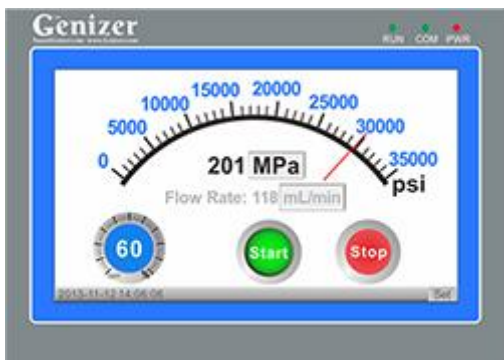 Genizer
RUN COM PWR
0
5000
10000
15000
20000
25000
30000
35000
psi
201 MPa
Flow Rate: 118 mL/min
60
Start
Stop
2015-11-12 14:06:06
Set